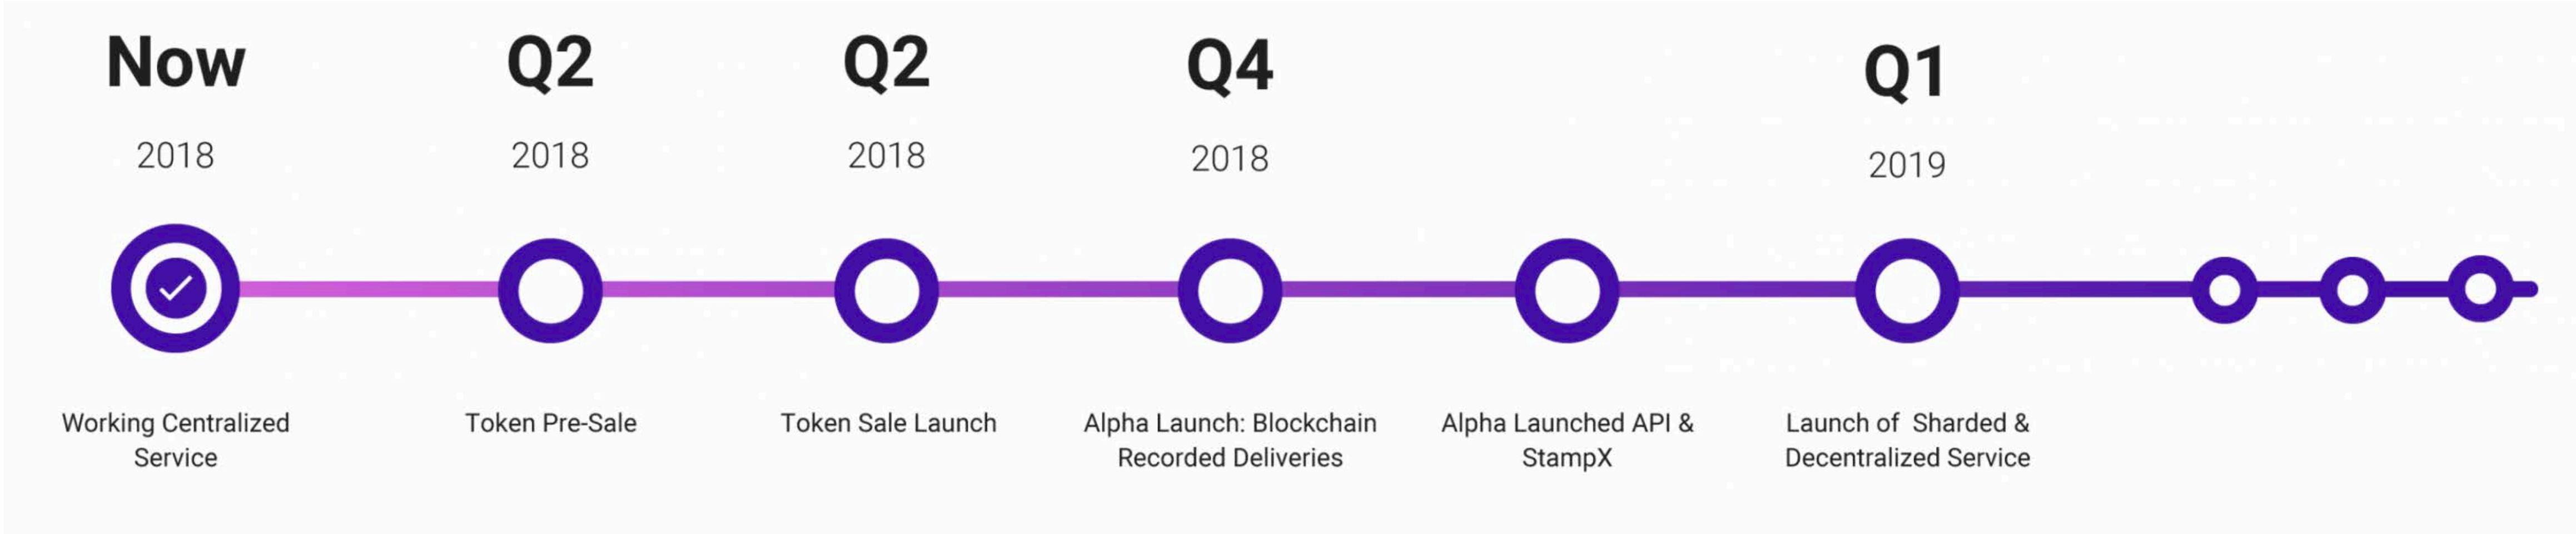 Now
2018
Working Centralized
Service
Q2
2018
Token Pre-Sale
Q2
2018
Token Sale Launch
Q4
2018
Alpha Launch: Blockchain
Recorded Deliveries
Alpha Launched API &
StampX
Q1
2019
Launch of Sharded &
Decentralized Service